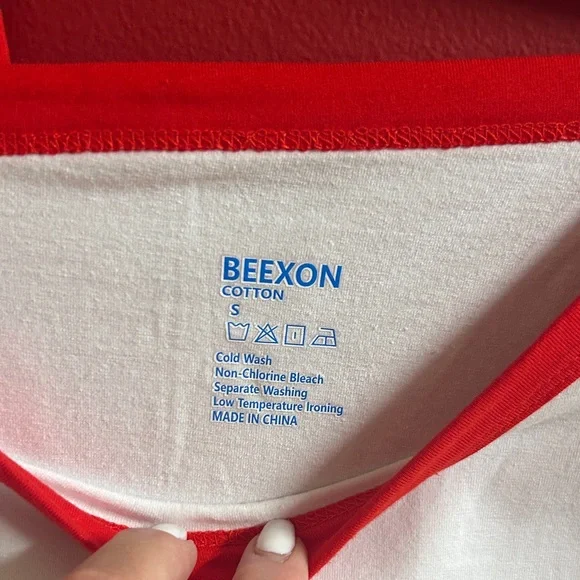 BEEXON
COTTON
S
Cold Wash
Non-Chlorine Bleach
Separate Washing
Low Temperature Ironing
MADE IN CHINA